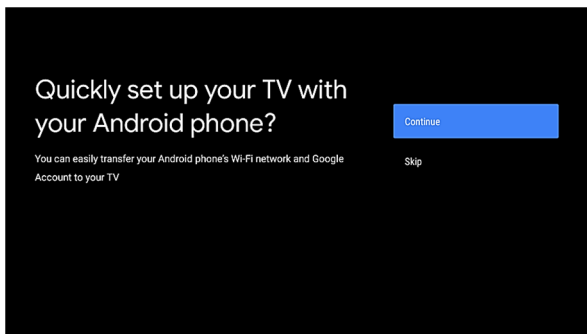 Quickly set up your TV with
your Android phone?
You can easily transfer your Android phone's Wi-Fi network and Google
Account to your TV
Continue
Skip